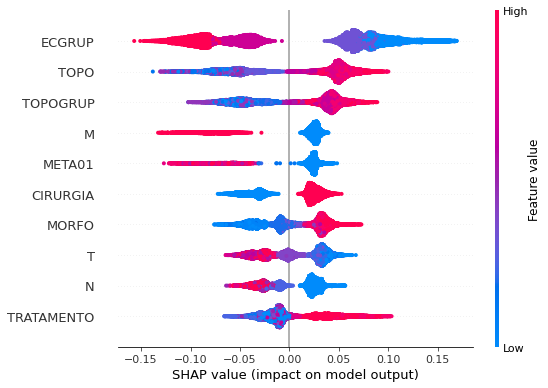 High
ECGRUP
TOPO
TOPOGRUP
M
META01
CIRURGIA
MORFO
T
N
TRATAMENTO
Feature value
Low
−0.15 −0.10 −0.05 0.00 0.05 0.10 0.15
SHAP value (impact on model output)